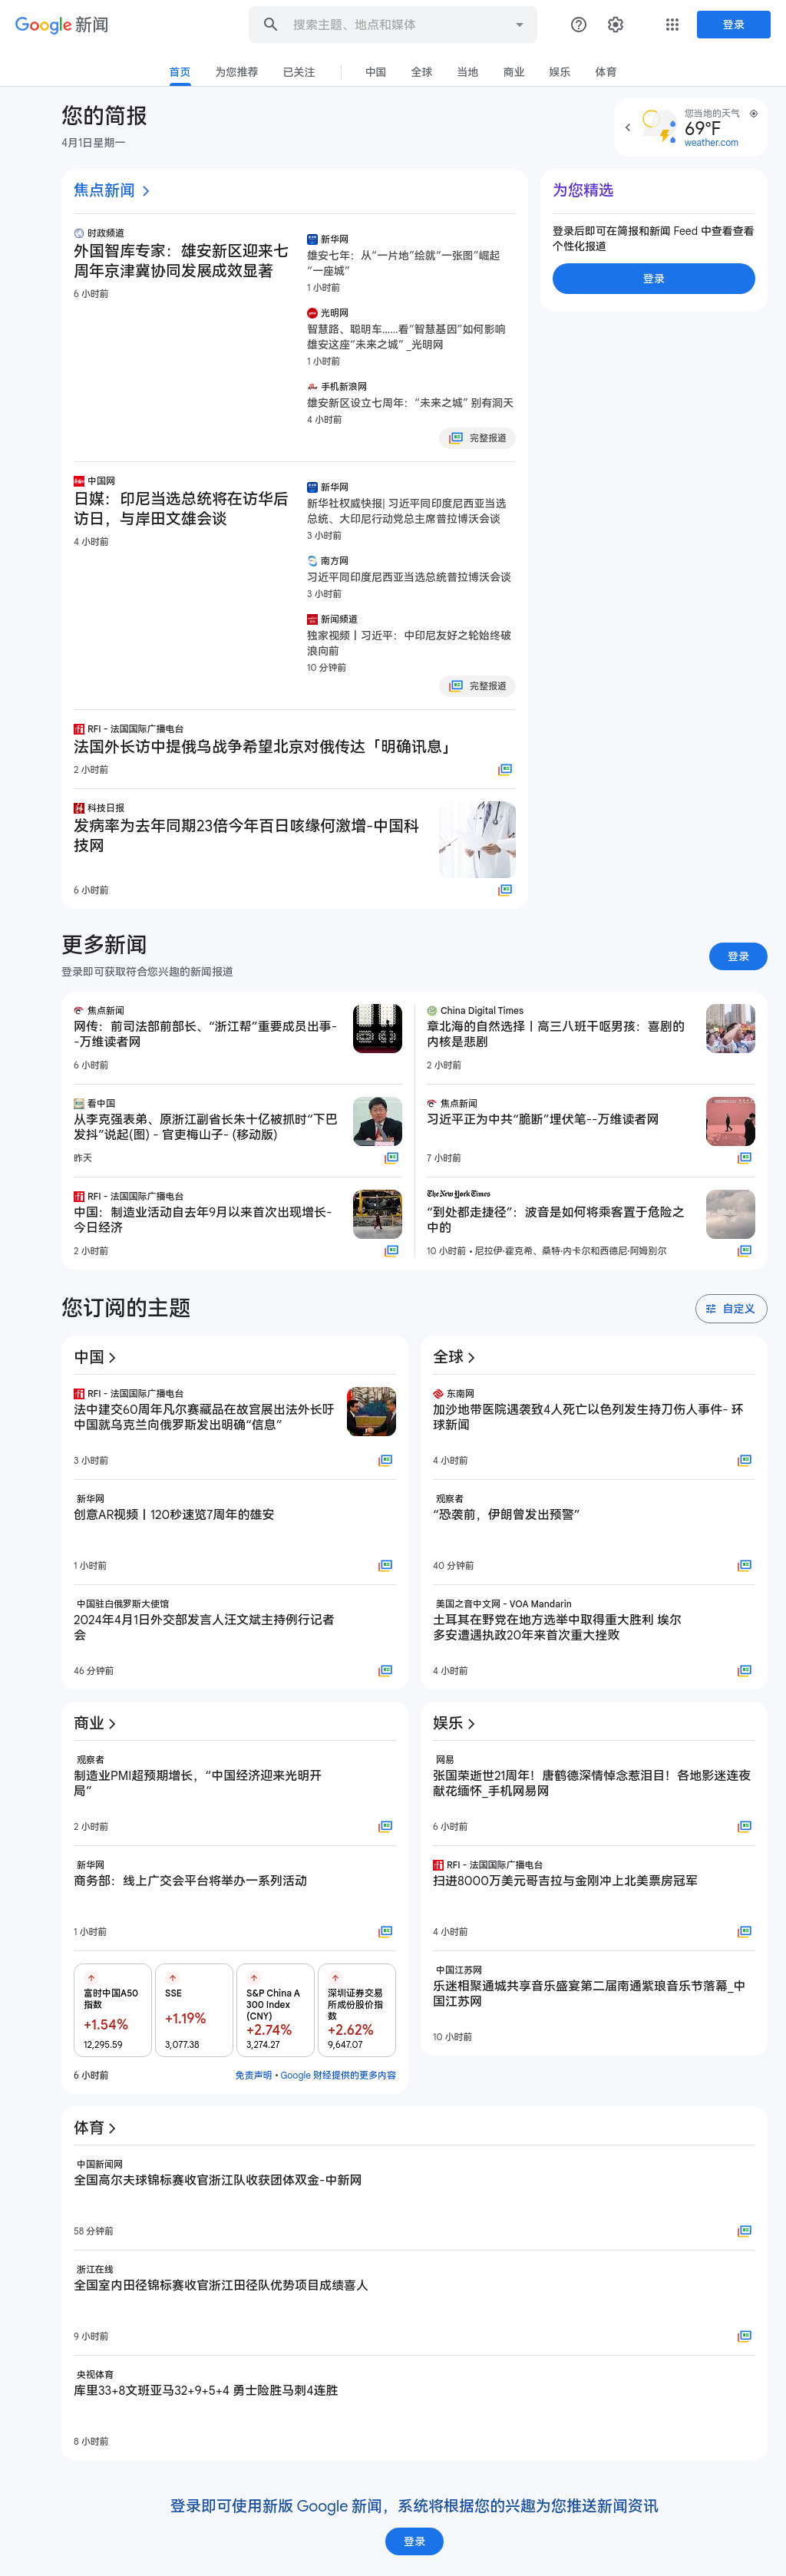 Google 新闻
搜索主题、地点和媒体
登录
首页
为您推荐
已关注
中国
全球
当地
商业
娱乐
体育
您的简报
4月1日星期一
您当地的天气
69°F
weather.com
焦点新闻
时政频道
外国智库专家：雄安新区迎来七
周年京津冀协同发展成效显著
6 小时前
新华网
雄安七年：从“一片地”绘就“一张图”崛起
“一座城”
1 小时前
光明网
智慧路、聪明车……看“智慧基因”如何影响
雄安这座“未来之城” _光明网
1 小时前
手机新浪网
雄安新区设立七周年：“未来之城” 别有洞天
4 小时前
完整报道
为您精选
登录后即可在简报和新闻 Feed 中查看查看
个性化报道
登录
中国网
日媒：印尼当选总统将在访华后
访日，与岸田文雄会谈
4 小时前
新华网
新华社权威快报| 习近平同印度尼西亚当选
总统、大印尼行动党总主席普拉博沃会谈
3 小时前
南方网
习近平同印度尼西亚当选总统普拉博沃会谈
3 小时前
新闻频道
独家视频丨习近平：中印尼友好之轮始终破
浪向前
10 分钟前
完整报道
RFI - 法国国际广播电台
法国外长访中提俄乌战争希望北京对俄传达「明确讯息」
2 小时前
科技日报
发病率为去年同期23倍今年百日咳缘何激增-中国科
技网
6 小时前
更多新闻
登录即可获取符合您兴趣的新闻报道
登录
焦点新闻
网传：前司法部前部长、“浙江帮”重要成员出事-
-万维读者网
6 小时前
China Digital Times
章北海的自然选择丨高三八班干呕男孩：喜剧的
内核是悲剧
2 小时前
看中国
从李克强表弟、原浙江副省长朱十亿被抓时“下巴
发抖”说起(图) - 官吏梅山子- (移动版)
昨天
焦点新闻
习近平正为中共“脆断”埋伏笔--万维读者网
7 小时前
RFI - 法国国际广播电台
中国：制造业活动自去年9月以来首次出现增长-
今日经济
2 小时前
The New York Times
“到处都走捷径”：波音是如何将乘客置于危险之
中的
10 小时前 • 尼拉伊·霍克希、桑特·内卡尔和西德尼·阿姆别尔
您订阅的主题
自定义
中国
RFI - 法国国际广播电台
法中建交60周年凡尔赛藏品在故宫展出法外长吁
中国就乌克兰向俄罗斯发出明确“信息”
3 小时前
新华网
创意AR视频丨120秒速览7周年的雄安
1 小时前
中国驻白俄罗斯大使馆
2024年4月1日外交部发言人汪文斌主持例行记者
会
46 分钟前
全球
东南网
加沙地带医院遇袭致4人死亡以色列发生持刀伤人事件- 环
球新闻
4 小时前
观察者
“恐袭前，伊朗曾发出预警”
40 分钟前
美国之音中文网 - VOA Mandarin
土耳其在野党在地方选举中取得重大胜利 埃尔
多安遭遇执政20年来首次重大挫败
4 小时前
商业
观察者
制造业PMI超预期增长，“中国经济迎来光明开
局”
2 小时前
新华网
商务部：线上广交会平台将举办一系列活动
1 小时前
富时中国A50
指数
+1.54%
12,295.59
SSE
+1.19%
3,077.38
S&P China A
300 Index
(CNY)
+2.74%
3,274.27
深圳证券交易
所成份股价指
数
+2.62%
9,647.07
6 小时前
免责声明 • Google 财经提供的更多内容
娱乐
网易
张国荣逝世21周年！唐鹤德深情悼念惹泪目！各地影迷连夜
献花缅怀_手机网易网
6 小时前
RFI - 法国国际广播电台
扫进8000万美元哥吉拉与金刚冲上北美票房冠军
4 小时前
中国江苏网
乐迷相聚通城共享音乐盛宴第二届南通紫琅音乐节落幕_中
国江苏网
10 小时前
体育
中国新闻网
全国高尔夫球锦标赛收官浙江队收获团体双金-中新网
58 分钟前
浙江在线
全国室内田径锦标赛收官浙江田径队优势项目成绩喜人
9 小时前
央视体育
库里33+8文班亚马32+9+5+4 勇士险胜马刺4连胜
8 小时前
登录即可使用新版 Google 新闻，系统将根据您的兴趣为您推送新闻资讯
登录